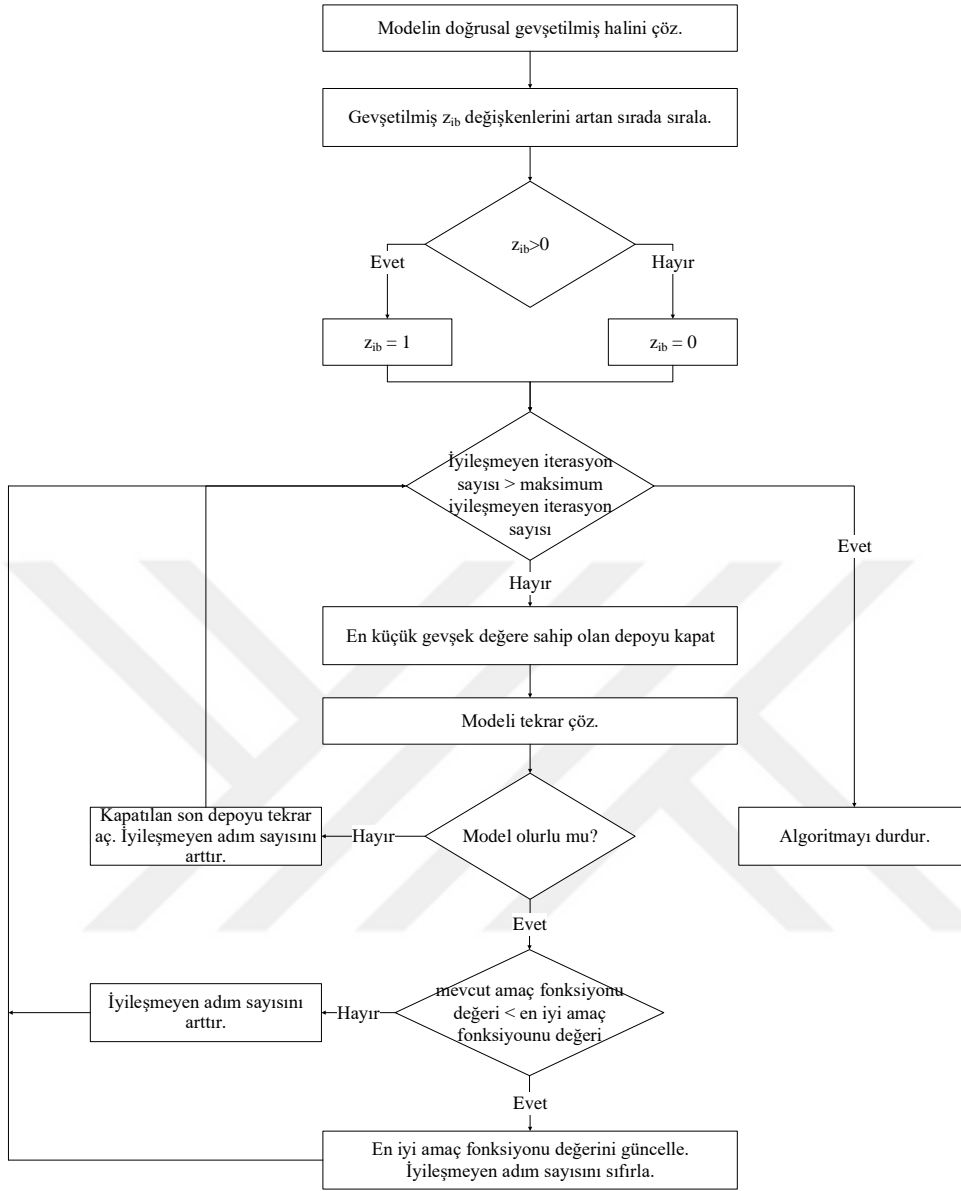 Modelin doğrusal gevşetilmiş halini çöz.
Gevşetilmiş zib değişkenlerini artan sırada sırala.
zib>0
Evet
Hayır
zib = 1
zib = 0
İyileşmeyen iterasyon
sayısı > maksimum
iyileşmeyen iterasyon
sayısı
Evet
Hayır
En küçük gevşek değere sahip olan depoyu kapat
Modeli tekrar çöz.
Kapatılan son depoyu tekrar
aç. İyileşmeyen adım sayısını
arttır.
Hayır
Model olurlu mu?
Algoritmayı durdur.
Evet
İyileşmeyen adım sayısını
arttır.
Hayır
mevcut amaç fonksiyonu
değeri < en iyi amaç
fonksiyounu değeri
Evet
En iyi amaç fonksiyonu değerini güncelle.
İyileşmeyen adım sayısını sıfırla.